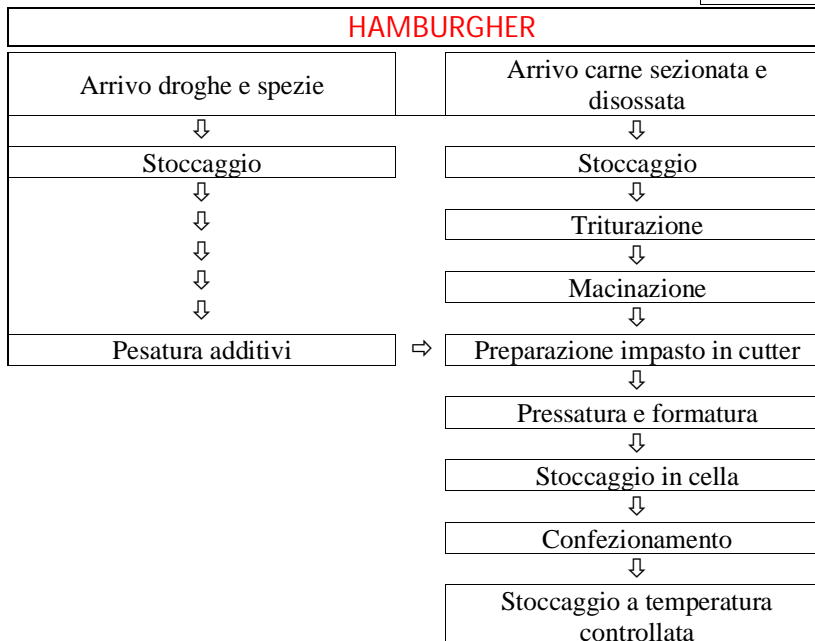 HAMBURGHER
Arrivo droghe e spezie
Arrivo carne sezionata e
disossata
⇩
⇩
Stoccaggio
Stoccaggio
⇩
⇩
⇩
Triturazione
⇩
⇩
⇩
Macinazione
⇩
⇩
Pesatura additivi
⇨
Preparazione impasto in cutter
⇩
Pressatura e formatura
⇩
Stoccaggio in cella
⇩
Confezionamento
⇩
Stoccaggio a temperatura
controllata